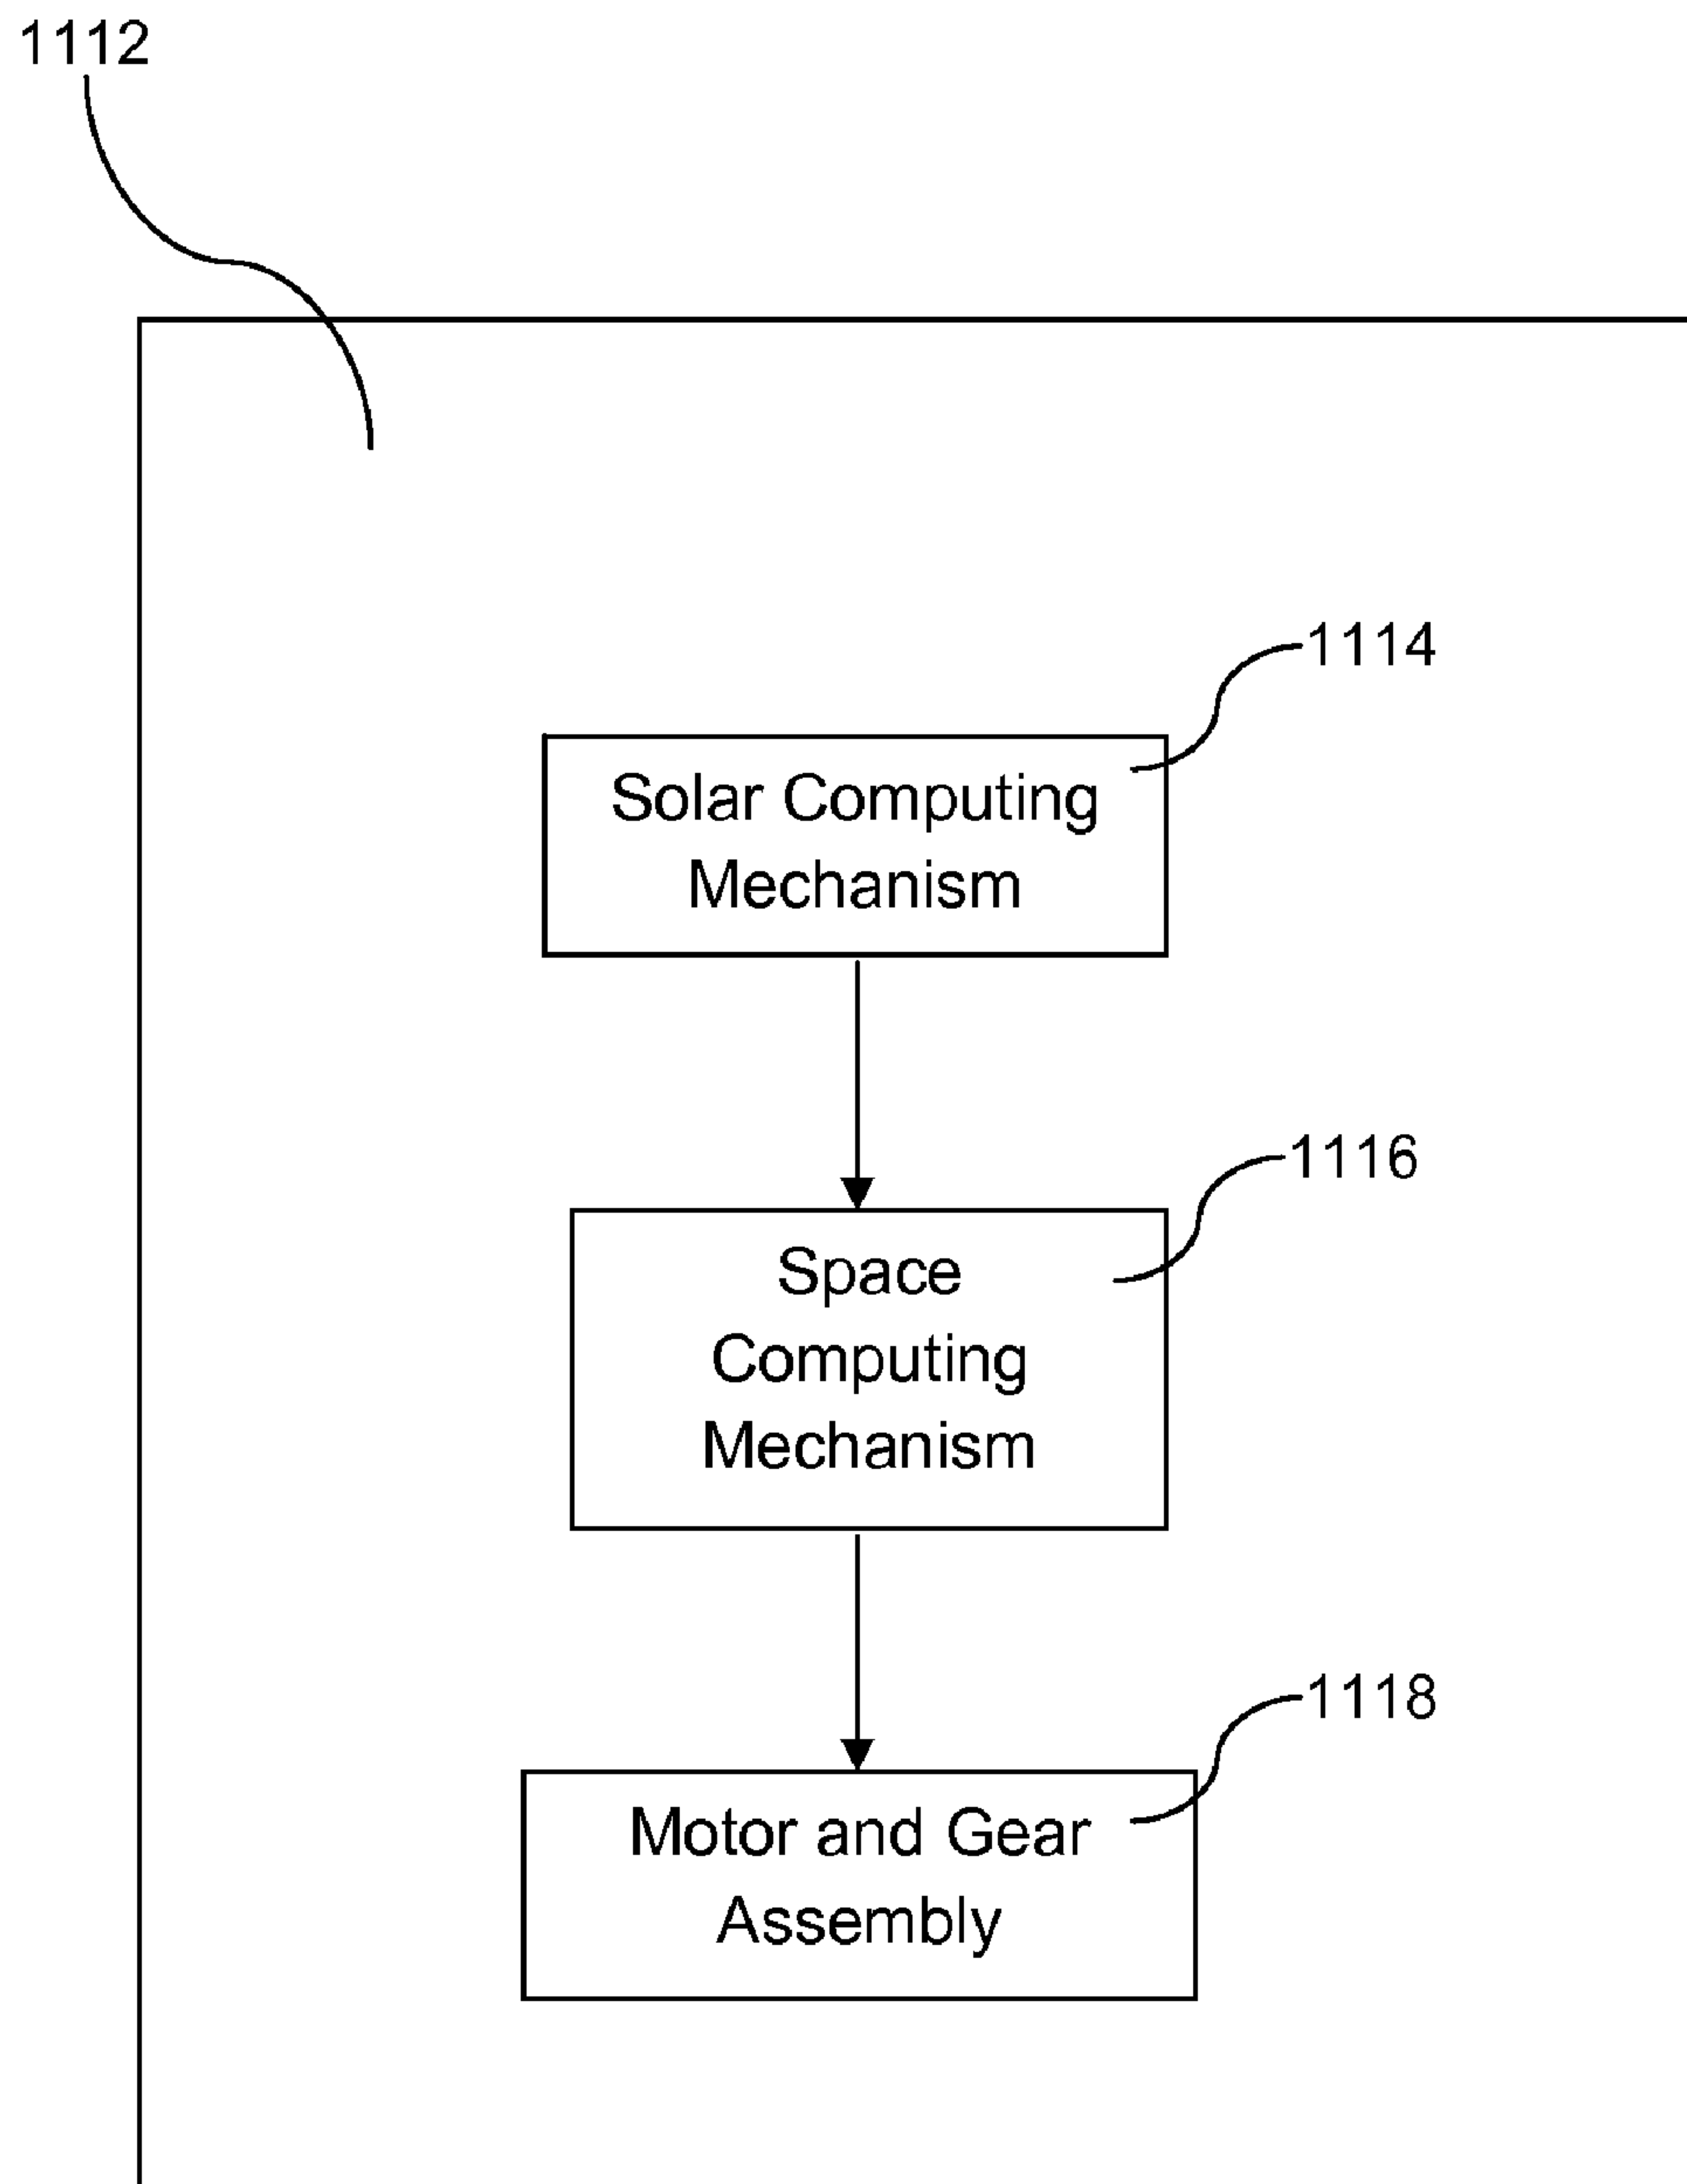 1112
1114
Solar Computing
Mechanism
1116
Space
Computing
Mechanism
1118
Motor and Gear
Assembly